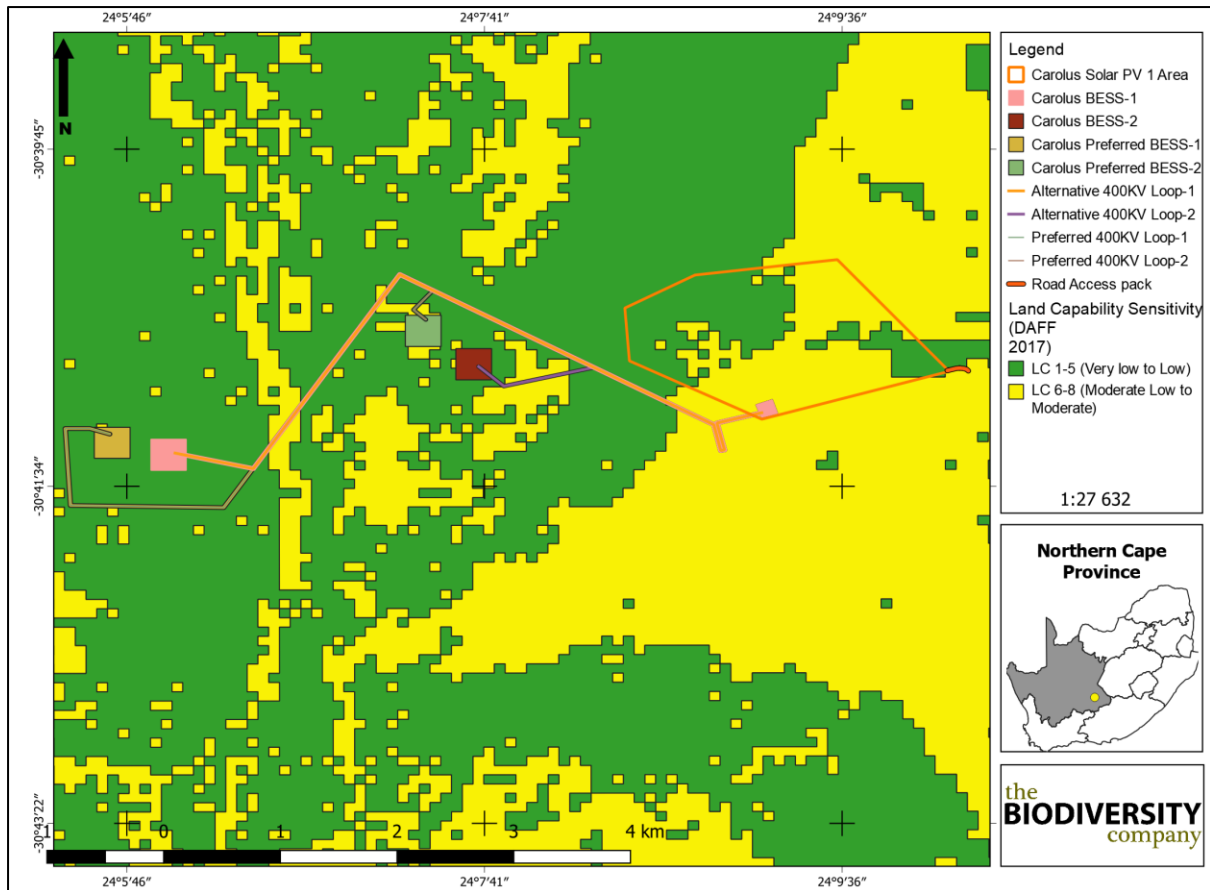 24°5′46″ 24°7′41″ 24°9′36″
N
-30°39′45″
-30°41′34″
-30°43′22″
1 0 1 2 3 4 km
24°5′46″ 24°7′41″ 24°9′36″
Legend
Carolus Solar PV 1 Area
Carolus BESS-1
Carolus BESS-2
Carolus Preferred BESS-1
Carolus Preferred BESS-2
Alternative 400KV Loop-1
Alternative 400KV Loop-2
Preferred 400KV Loop-1
Preferred 400KV Loop-2
Road Access pack
Land Capability Sensitivity
(DAFF
2017)
LC 1-5 (Very low to Low)
LC 6-8 (Moderate Low to
Moderate)
1:27 632
Northern Cape
Province
the
BIODIVERSITY
company